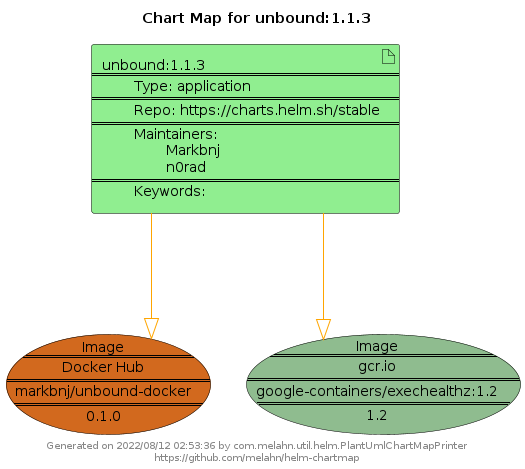 Chart Map for unbound:1.1.3
unbound:1.1.3
Type: application
Repo: https://charts.helm.sh/stable
Maintainers:
Markbnj
n0rad
Keywords:
Image
Docker Hub
markbnj/unbound-docker
0.1.0
Image
gcr.io
google-containers/exechealthz:1.2
1.2
Generated on 2022/08/12 02:53:36 by com.melahn.util.helm.PlantUmlChartMapPrinter
https://github.com/melahn/helm-chartmap